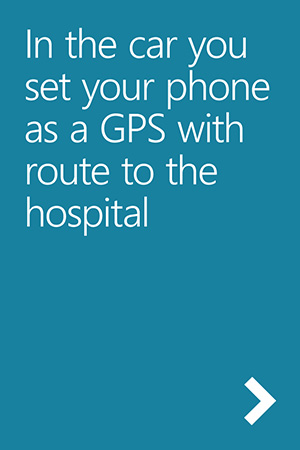 In the car you
set your phone
as a GPS with
route to the
hospital